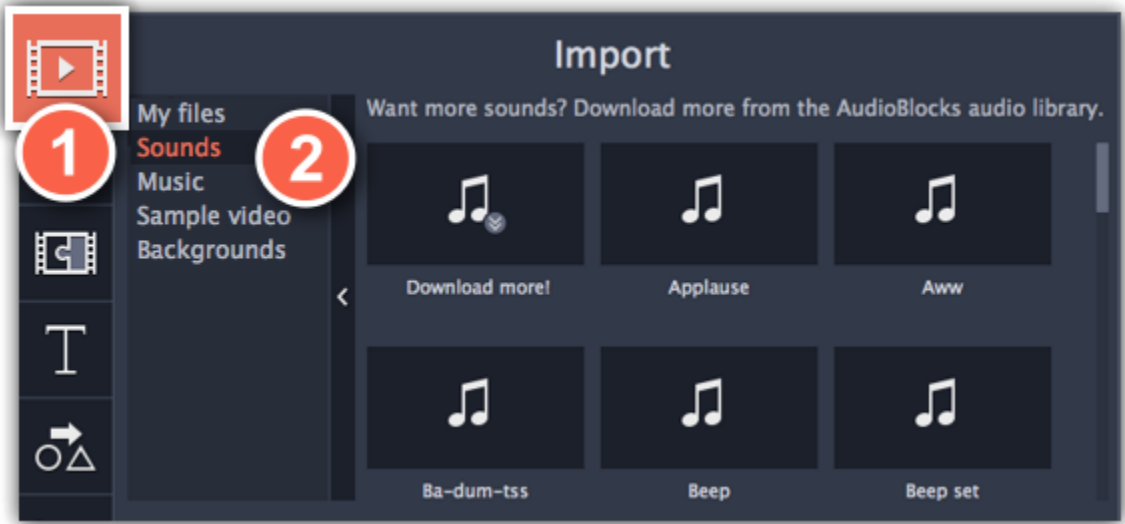 Import
1
My files
Sounds
2
Music
Sample video
Backgrounds
Want more sounds? Download more from the AudioBlocks audio library.
Download more!
Applause
Aww
Ba-dum-tss
Beep
Beep set
T